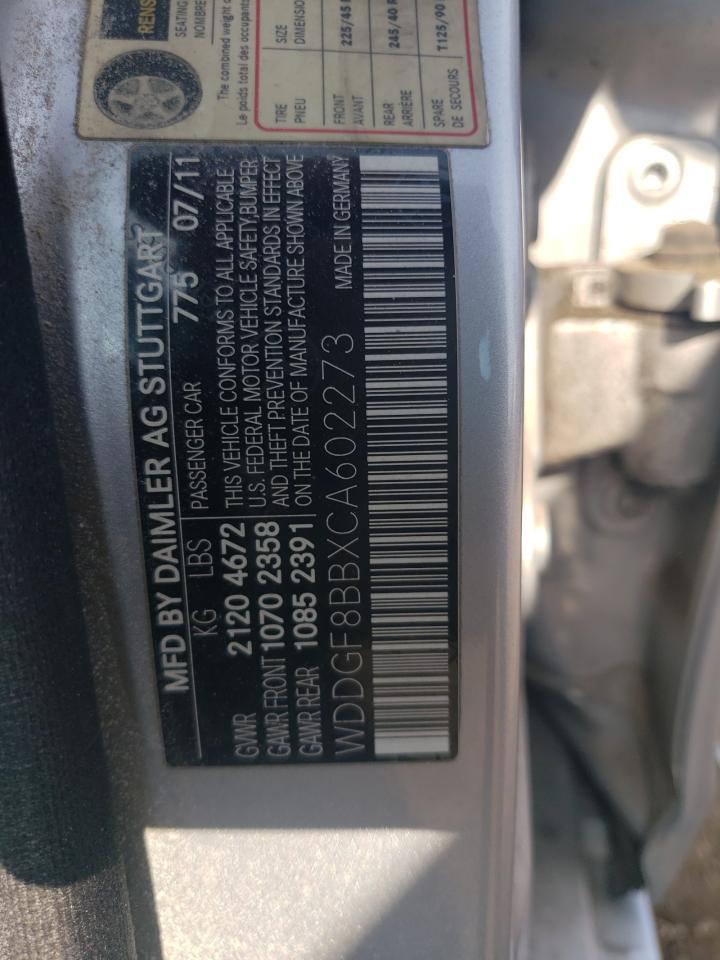 RENS
SEATING
NOMBRE
The combined weight o
Le poids total des occupants
TIRE SIZE
PNEU DIMENSION
FRONT 225/45
AVANT
REAR 245/40 R
ARRIÈRE
SPARE T125/90
DE SECOURS
MFD BY DAIMLER AG STUTTGART
KG LBS PASSENGER CAR 775 07/11
GVWR 2120 4672 THIS VEHICLE CONFORMS TO ALL APPLICABLE
U.S. FEDERAL MOTOR VEHICLE SAFETY,BUMPER
GAWR FRONT 1070 2358 AND THEFT PREVENTION STANDARDS IN EFFECT
GAWR REAR 1085 2391 ON THE DATE OF MANUFACTURE SHOWN ABOVE
WDDGF8BBXCA602273 MADE IN GERMANY